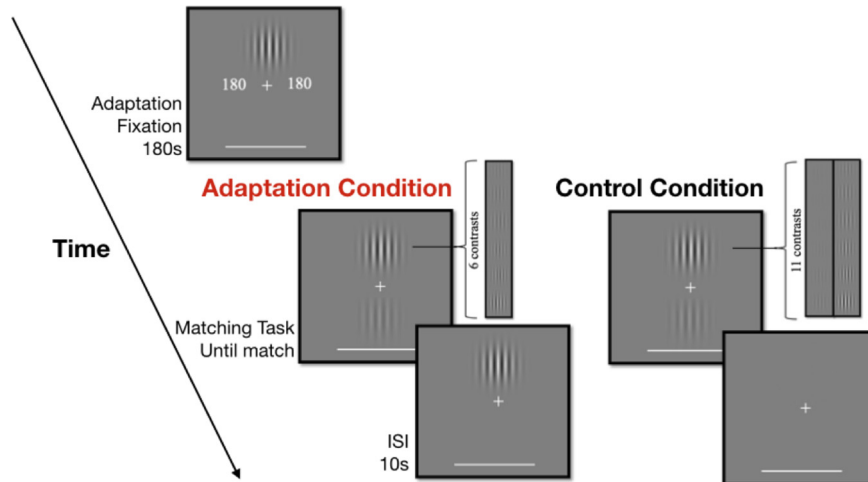 180 + 180
Adaptation
Fixation
180s
Adaptation Condition
Control Condition
Time
6 contrasts
11 contrasts
+
+
Matching Task
Until match
+
+
ISI
10s